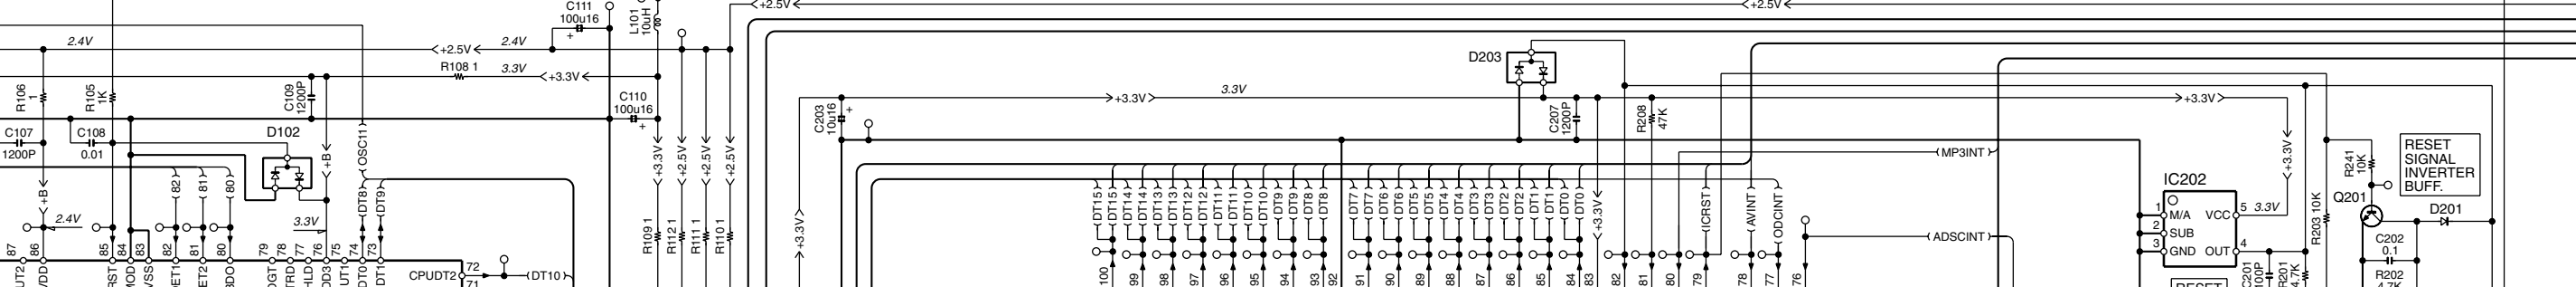 C111
100u16
+
L101
10uH
+2.5V
+2.5V
2.4V
+2.5V
2.4V
R108 1
3.3V
+3.3V
D203
R106
1
R105
1K
C109
1200P
C110
100u16
+
C203
10u16
+
+3.3V
3.3V
C207
1200P
R208
47K
+3.3V
C107
1200P
C108
0.01
D102
+B
OSC11
+3.3V
+2.5V
+2.5V
+2.5V
MP3INT
+3.3V
R241
10K
RESET
SIGNAL
INVERTER
BUFF.
+B
82
81
80
DT8
DT9
2.4V
3.3V
R109 1
R112 1
R111 1
R110 1
+3.3V
DT15
DT15
DT14
DT14
DT13
DT13
DT12
DT12
DT11
DT11
DT10
DT10
DT9
DT9
DT8
DT8
DT7
DT7
DT6
DT6
DT5
DT5
DT4
DT4
DT3
DT3
DT2
DT2
DT1
DT1
DT0
DT0
+3.3V
ICRST
AVINT
ODCINT
ADSCINT
IC202
1
M/A
VCC
5
3.3V
2
SUB
3
GND
OUT
4
R203 10K
Q201
D201
C202
0.1
R202
4.7K
C201
R201
87
86
85
84
83
82
81
80
79
78
77
76
75
74
73
CPUDT2
72
71
DT10
100
99
98
97
96
95
94
93
92
91
90
89
88
87
86
85
84
83
82
81
80
79
78
77
76
RESET